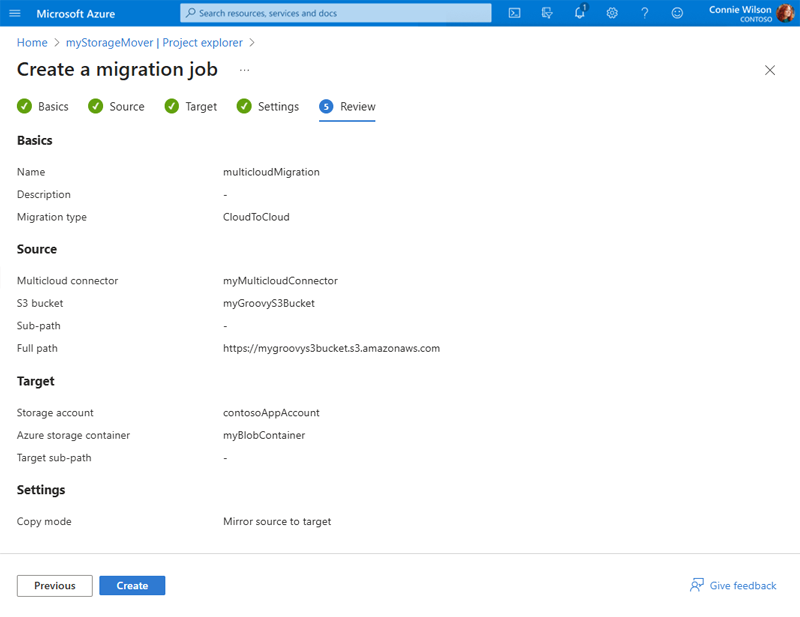 Microsoft Azure
Search resources, services and docs
1
Connie Wilson
CONTOSO
Home > myStorageMover | Project explorer >
Create a migration job ...
Basics Source Target Settings 5 Review
Basics
Name multicloudMigration
Description -
Migration type CloudToCloud
Source
Multicloud connector myMulticloudConnector
S3 bucket myGroovyS3Bucket
Sub-path -
Full path https://mygroovys3bucket.s3.amazonaws.com
Target
Storage account contosoAppAccount
Azure storage container myBlobContainer
Target sub-path -
Settings
Copy mode Mirror source to target
Previous Create Give feedback